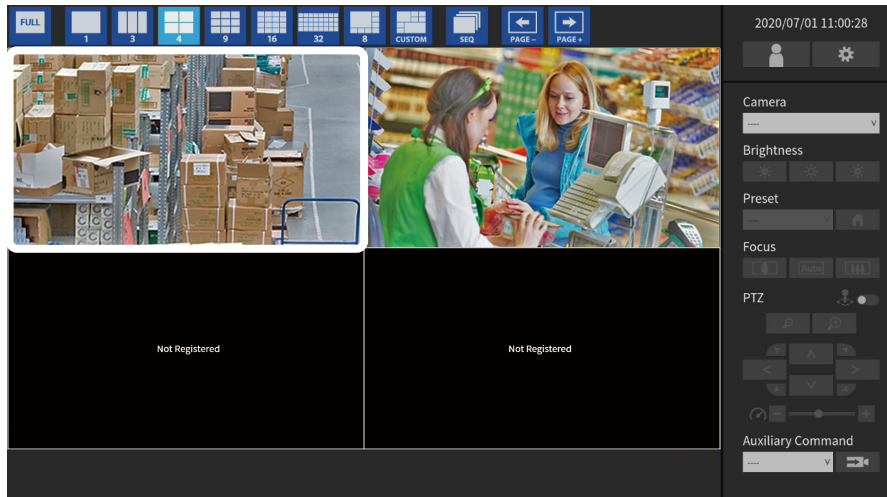 FULL
1
3
4
9
16
32
8
CUSTOM
SEQ
PAGE −
PAGE +
2020/07/01 11:00:28
Camera
----
Brightness
Preset
----
Focus
Auto
PTZ
Auxiliary Command
----
Not Registered
Not Registered